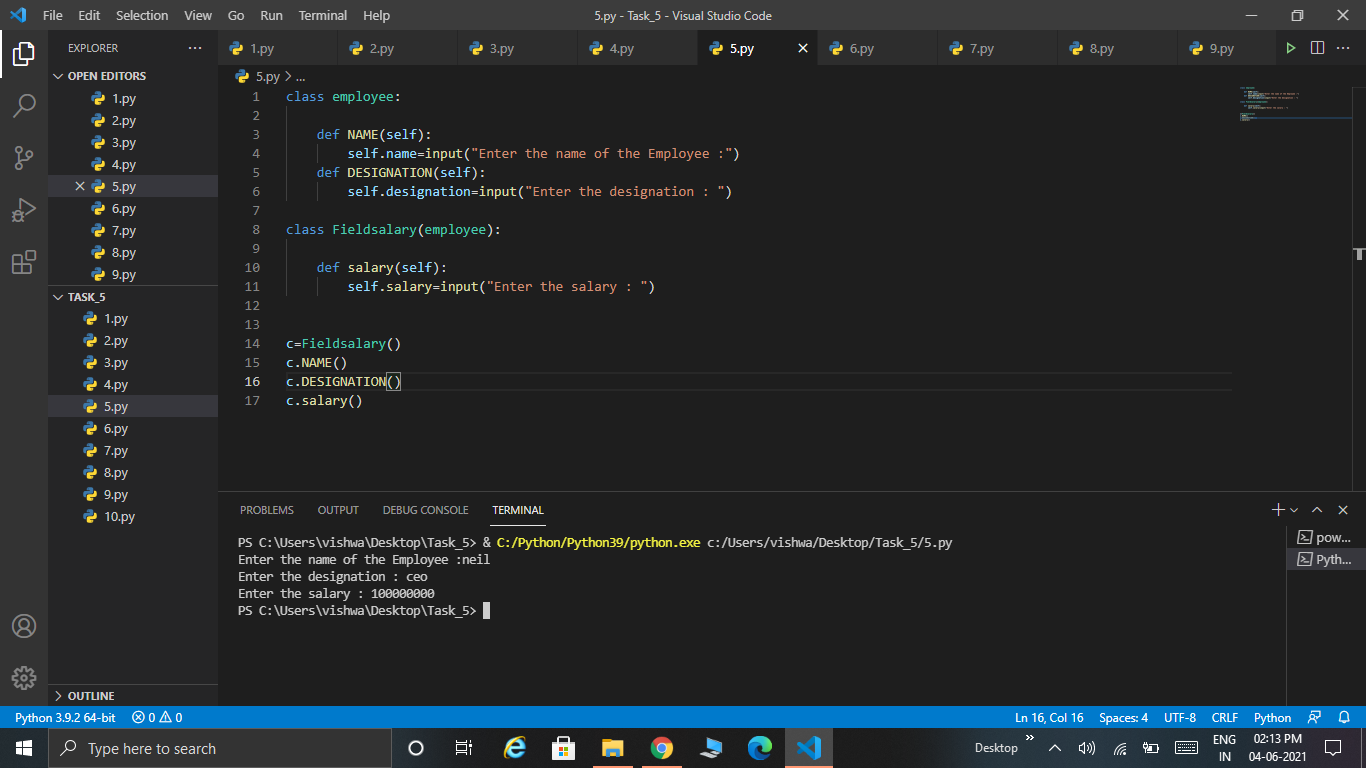 File Edit Selection View Go Run Terminal Help 5.py - Task_5 - Visual Studio Code
EXPLORER ···
1.py 2.py 3.py 4.py 5.py 6.py 7.py 8.py 9.py ···
OPEN EDITORS
1.py
2.py
3.py
4.py
5.py
6.py
7.py
8.py
9.py
TASK_5
1.py
2.py
3.py
4.py
5.py
6.py
7.py
8.py
9.py
10.py
OUTLINE
5.py > ...
1 class employee:
2
3 def NAME(self):
4 self.name=input("Enter the name of the Employee :")
5 def DESIGNATION(self):
6 self.designation=input("Enter the designation : ")
7
8 class Fieldsalary(employee):
9
10 def salary(self):
11 self.salary=input("Enter the salary : ")
12
13
14 c=Fieldsalary()
15 c.NAME()
16 c.DESIGNATION()
17 c.salary()
PROBLEMS OUTPUT DEBUG CONSOLE TERMINAL
PS C:\Users\vishwa\Desktop\Task_5> & C:/Python/Python39/python.exe c:/Users/vishwa/Desktop/Task_5/5.py
Enter the name of the Employee :neil
Enter the designation : ceo
Enter the salary : 100000000
PS C:\Users\vishwa\Desktop\Task_5>
pow...
Pyth...
Python 3.9.2 64-bit 0 0 Ln 16, Col 16 Spaces: 4 UTF-8 CRLF Python
Type here to search
Desktop
ENG
IN
02:13 PM
04-06-2021